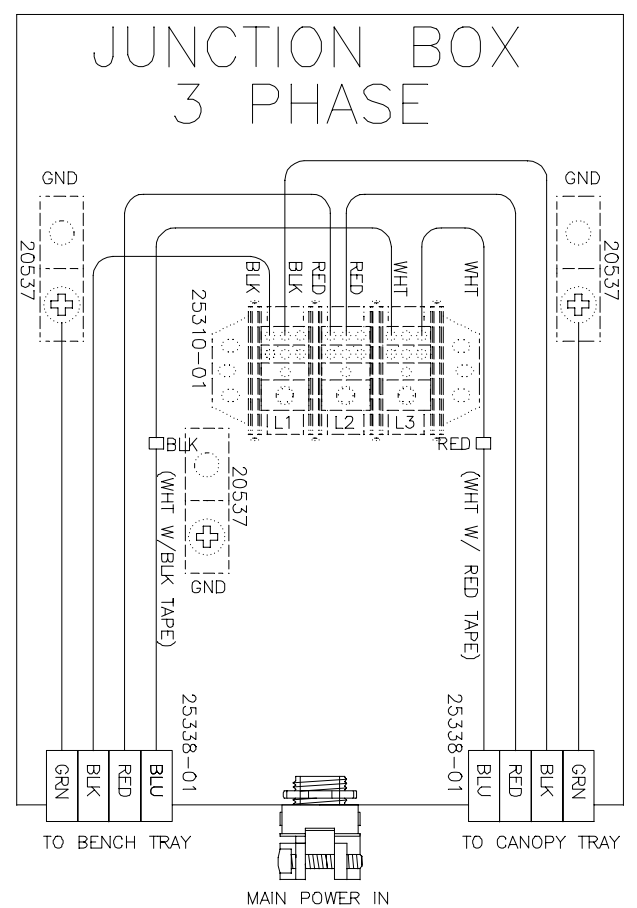 JUNCTION BOX
3 PHASE
GND
GND
20537
20537
BLK
BLK
RED
RED
WHT
WHT
25310-01
L1
L2
L3
BLK
RED
(WHT W/BLK TAPE)
20537
GND
(WHT W/ RED TAPE)
25338-01
25338-01
GRN
BLK
RED
BLU
BLU
RED
BLK
GRN
TO BENCH TRAY
TO CANOPY TRAY
MAIN POWER IN